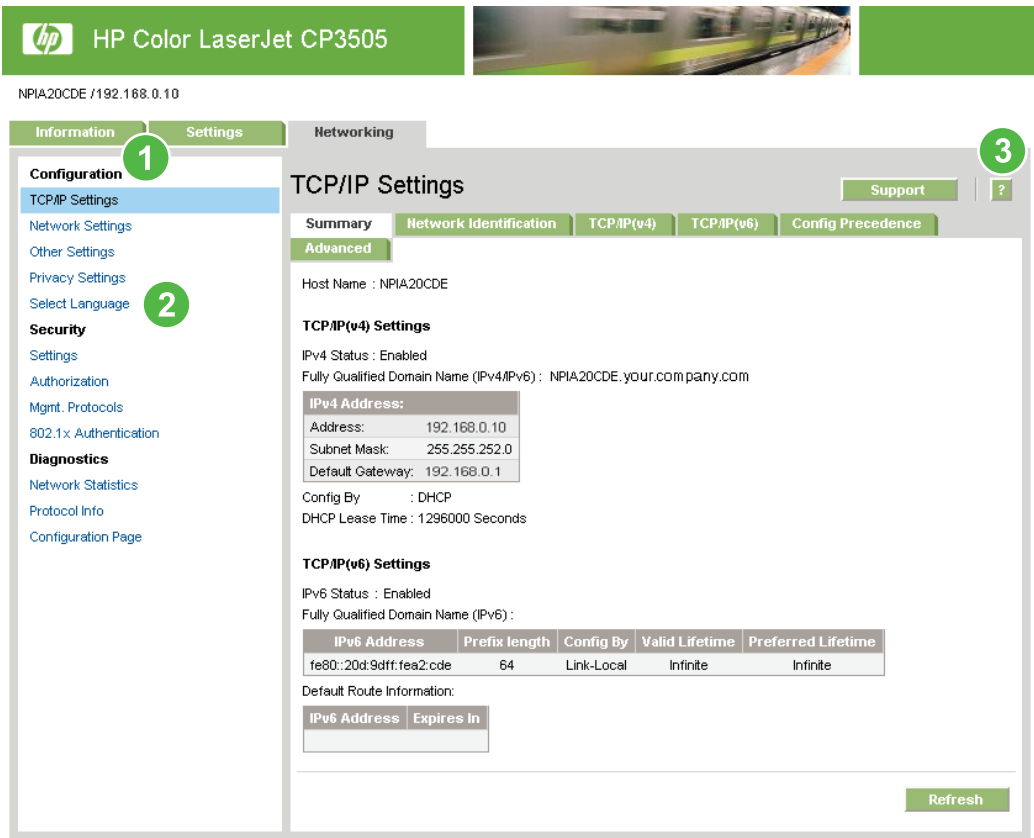 hp HP Color LaserJet CP3505
NPIA20CDE /192.168.0.10
Information Settings Networking
1
3
Configuration
TCP/IP Settings
Network Settings
Other Settings
Privacy Settings
Select Language
2
Security
Settings
Authorization
Mgmt. Protocols
802.1x Authentication
Diagnostics
Network Statistics
Protocol Info
Configuration Page
TCP/IP Settings
Support ?
Summary Network Identification TCP/IP(v4) TCP/IP(v6) Config Precedence
Advanced
Host Name : NPIA20CDE
TCP/IP(v4) Settings
IPv4 Status : Enabled
Fully Qualified Domain Name (IPv4/IPv6) : NPIA20CDE.your.company.com
IPv4 Address:
Address: 192.168.0.10
Subnet Mask: 255.255.252.0
Default Gateway: 192.168.0.1
Config By : DHCP
DHCP Lease Time : 1296000 Seconds
TCP/IP(v6) Settings
IPv6 Status : Enabled
Fully Qualified Domain Name (IPv6) :
IPv6 Address Prefix length Config By Valid Lifetime Preferred Lifetime
fe80::20d:9dff:fea2:cde 64 Link-Local Infinite Infinite
Default Route Information:
IPv6 Address Expires In
Refresh